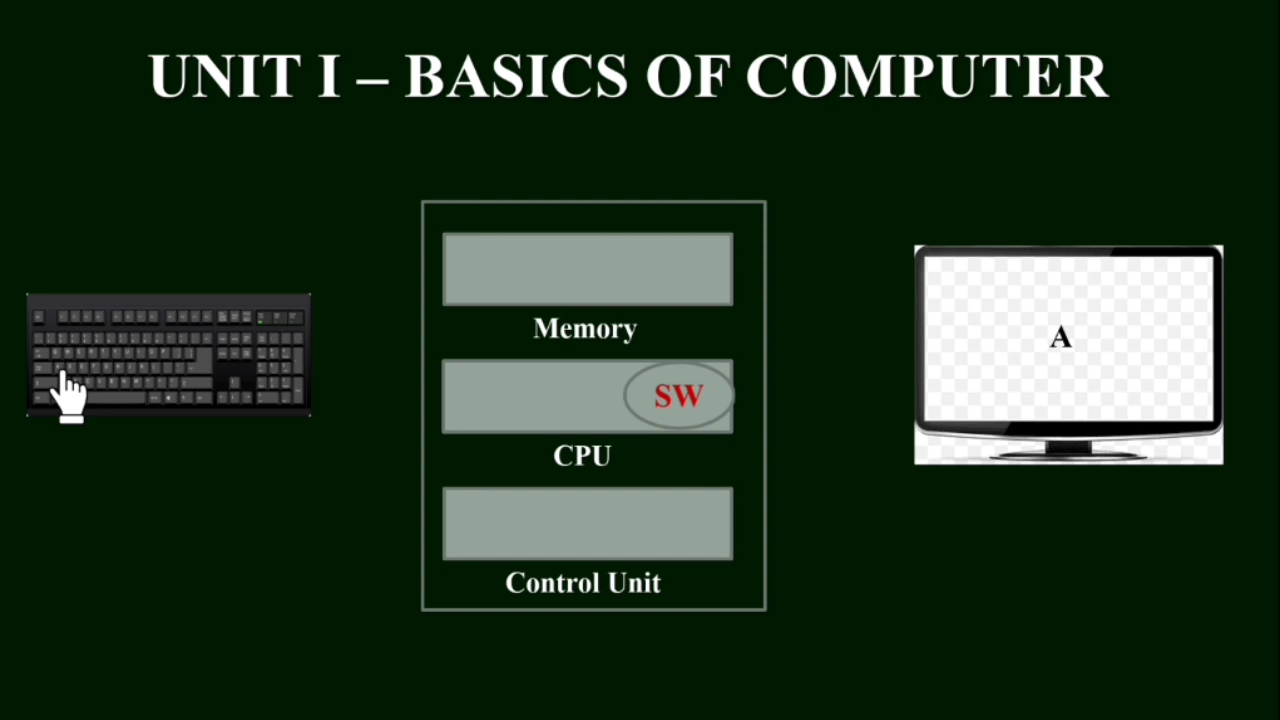 UNIT I – BASICS OF COMPUTER
Memory
SW
CPU
Control Unit
A